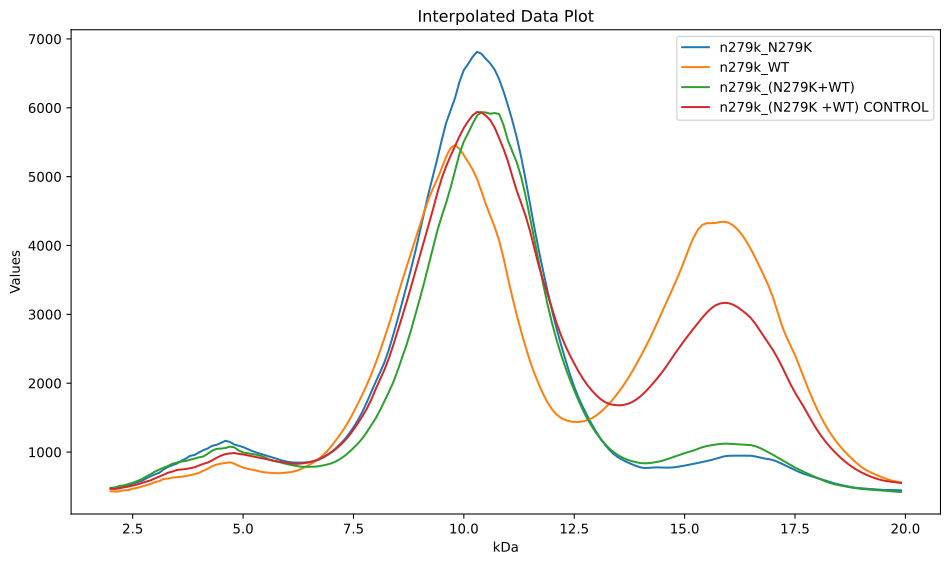 Interpolated Data Plot
7000
6000
5000
4000
3000
2000
1000
Values
n279k_N279K
n279k_WT
n279k_(N279K+WT)
n279k_(N279K +WT) CONTROL
2.5 5.0 7.5 10.0 12.5 15.0 17.5 20.0
kDa